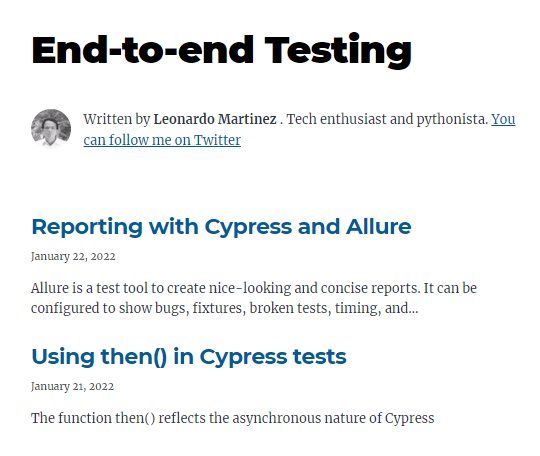 End-to-end Testing
Written by Leonardo Martinez . Tech enthusiast and pythonista. You
can follow me on Twitter
Reporting with Cypress and Allure
January 22, 2022
Allure is a test tool to create nice-looking and concise reports. It can be
configured to show bugs, fixtures, broken tests, timing, and...
Using then() in Cypress tests
January 21, 2022
The function then() reflects the asynchronous nature of Cypress